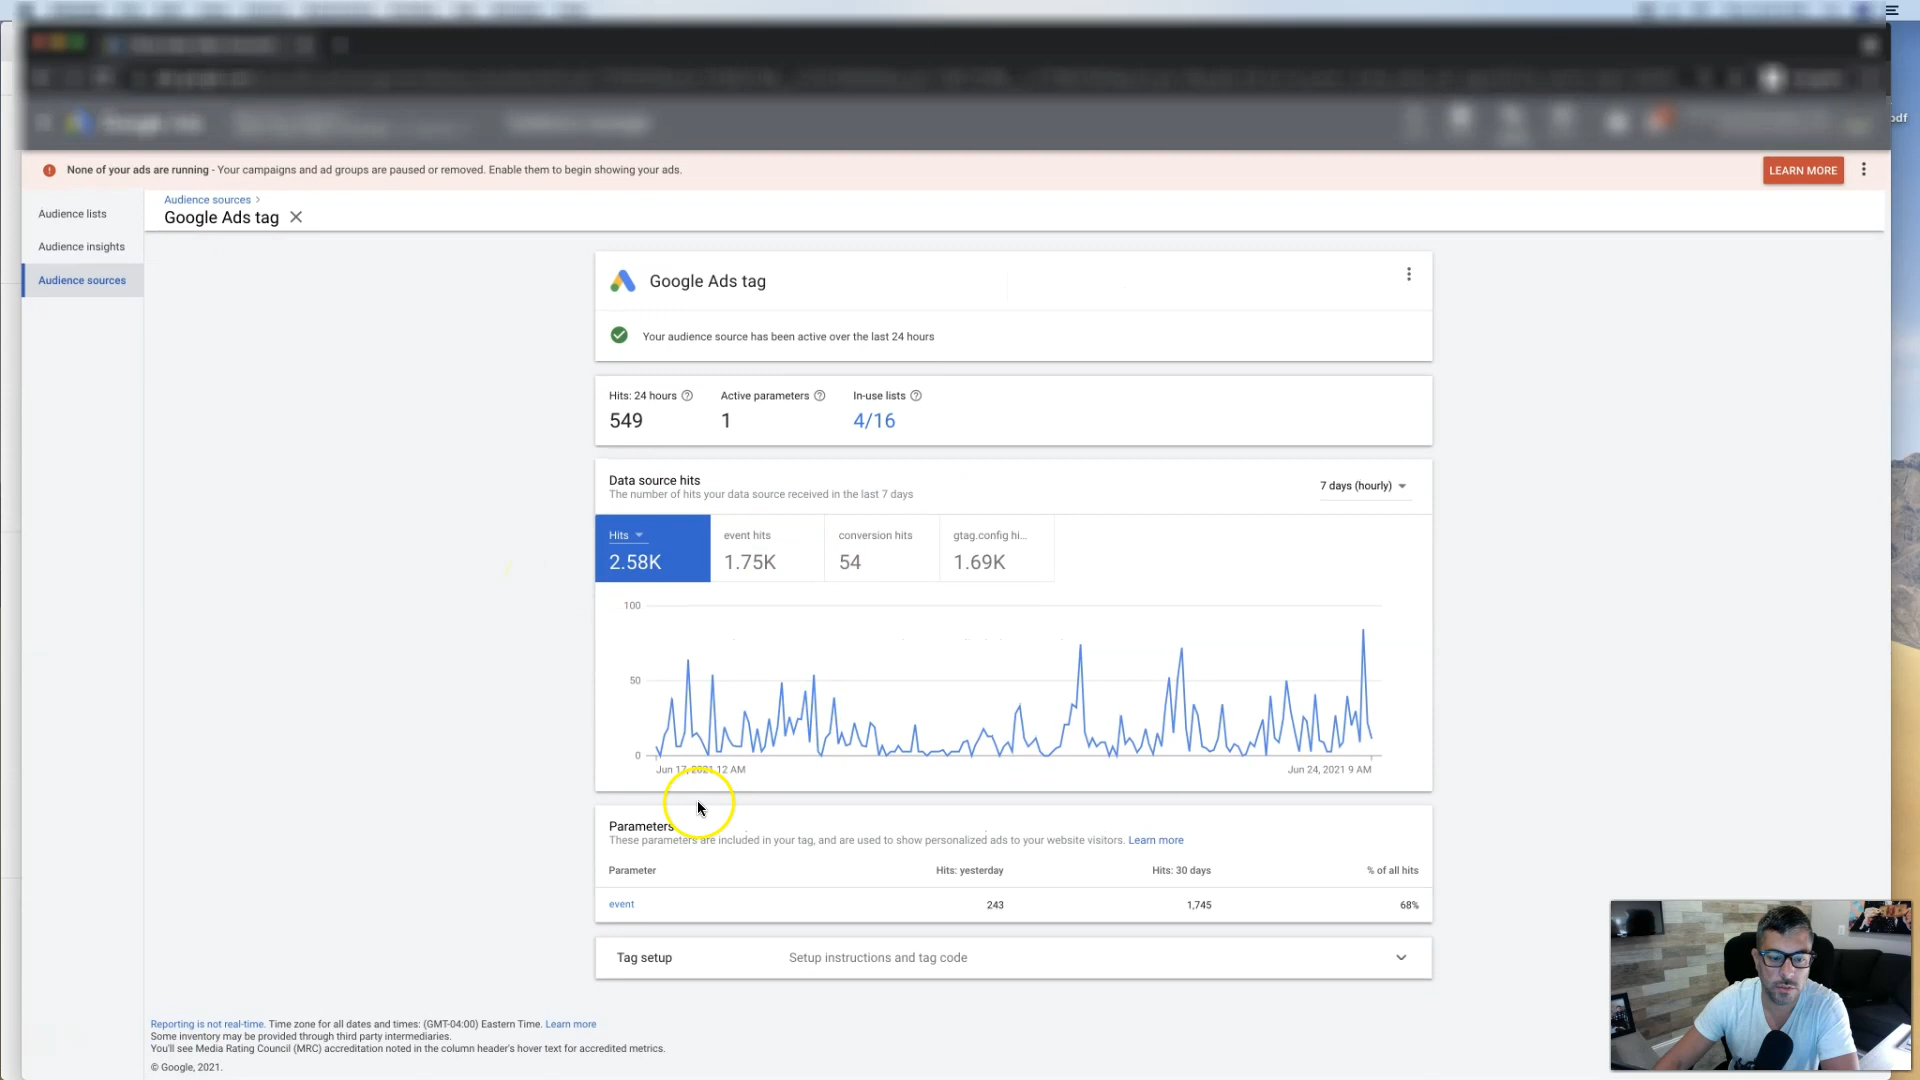 pdf
None of your ads are running - Your campaigns and ad groups are paused or removed. Enable them to begin showing your ads.
LEARN MORE
Audience lists
Audience insights
Audience sources
Audience sources >
Google Ads tag
Google Ads tag
Your audience source has been active over the last 24 hours
Hits: 24 hours
549
Active parameters
1
In-use lists
4/16
Data source hits
The number of hits your data source received in the last 7 days
7 days (hourly)
Hits
2.58K
event hits
1.75K
conversion hits
54
gtag.config hi...
1.69K
100
50
0
Jun 17, 2021 12 AM
Jun 24, 2021 9 AM
Parameters
These parameters are included in your tag, and are used to show personalized ads to your website visitors. Learn more
Parameter Hits: yesterday Hits: 30 days % of all hits
event 243 1,745 68%
Tag setup Setup instructions and tag code
Reporting is not real-time. Time zone for all dates and times: (GMT-04:00) Eastern Time. Learn more
Some inventory may be provided through third party intermediaries.
You'll see Media Rating Council (MRC) accreditation noted in the column header's hover text for accredited metrics.
© Google, 2021.